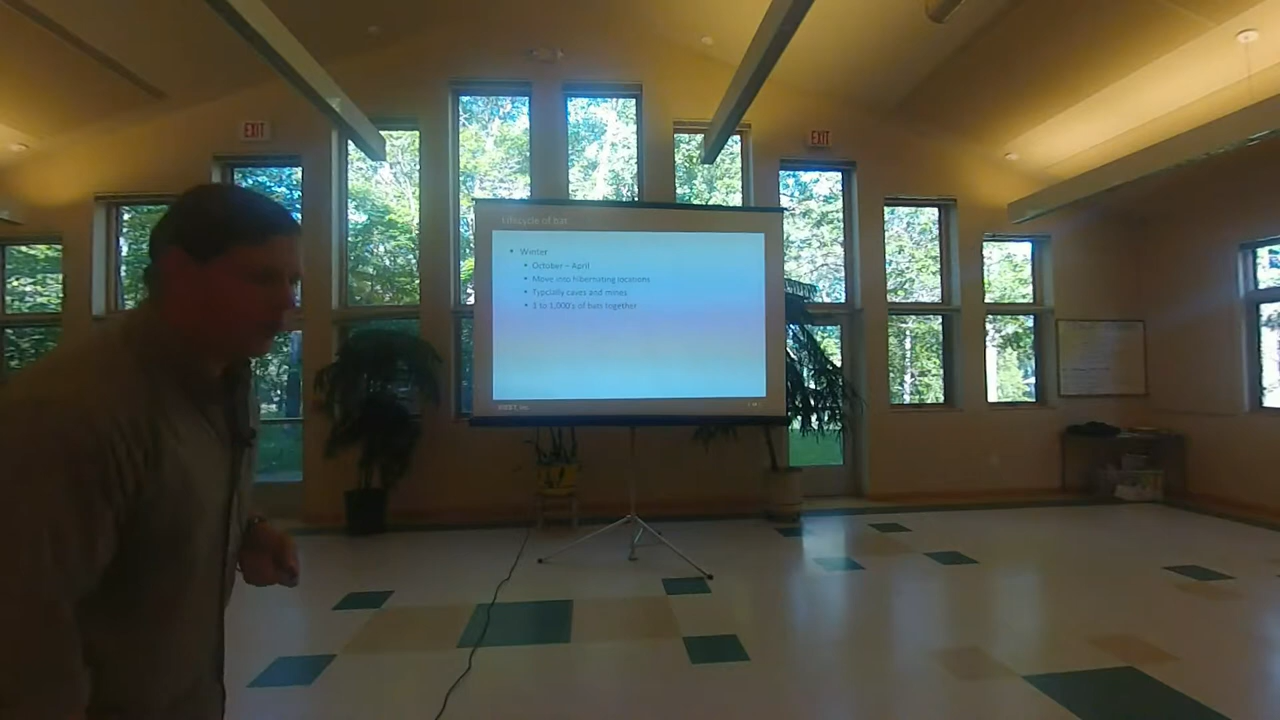 EXIT
EXIT
Life cycle of bat
Winter
October – April
Move into hibernating locations
Typcially caves and mines
1 to 1,000's of bats together